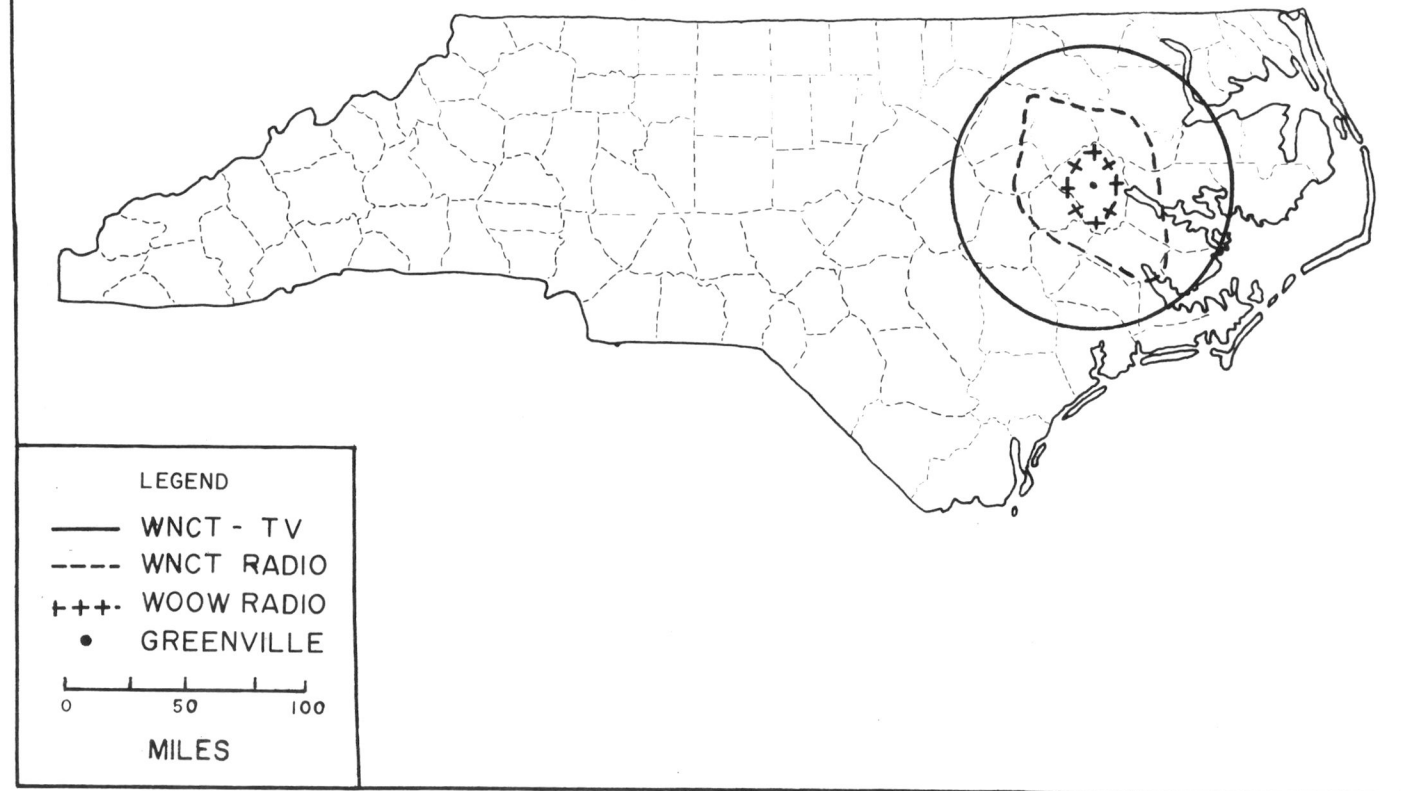 LEGEND
WNCT - TV
WNCT RADIO
WOOW RADIO
GREENVILLE
0 50 100
MILES